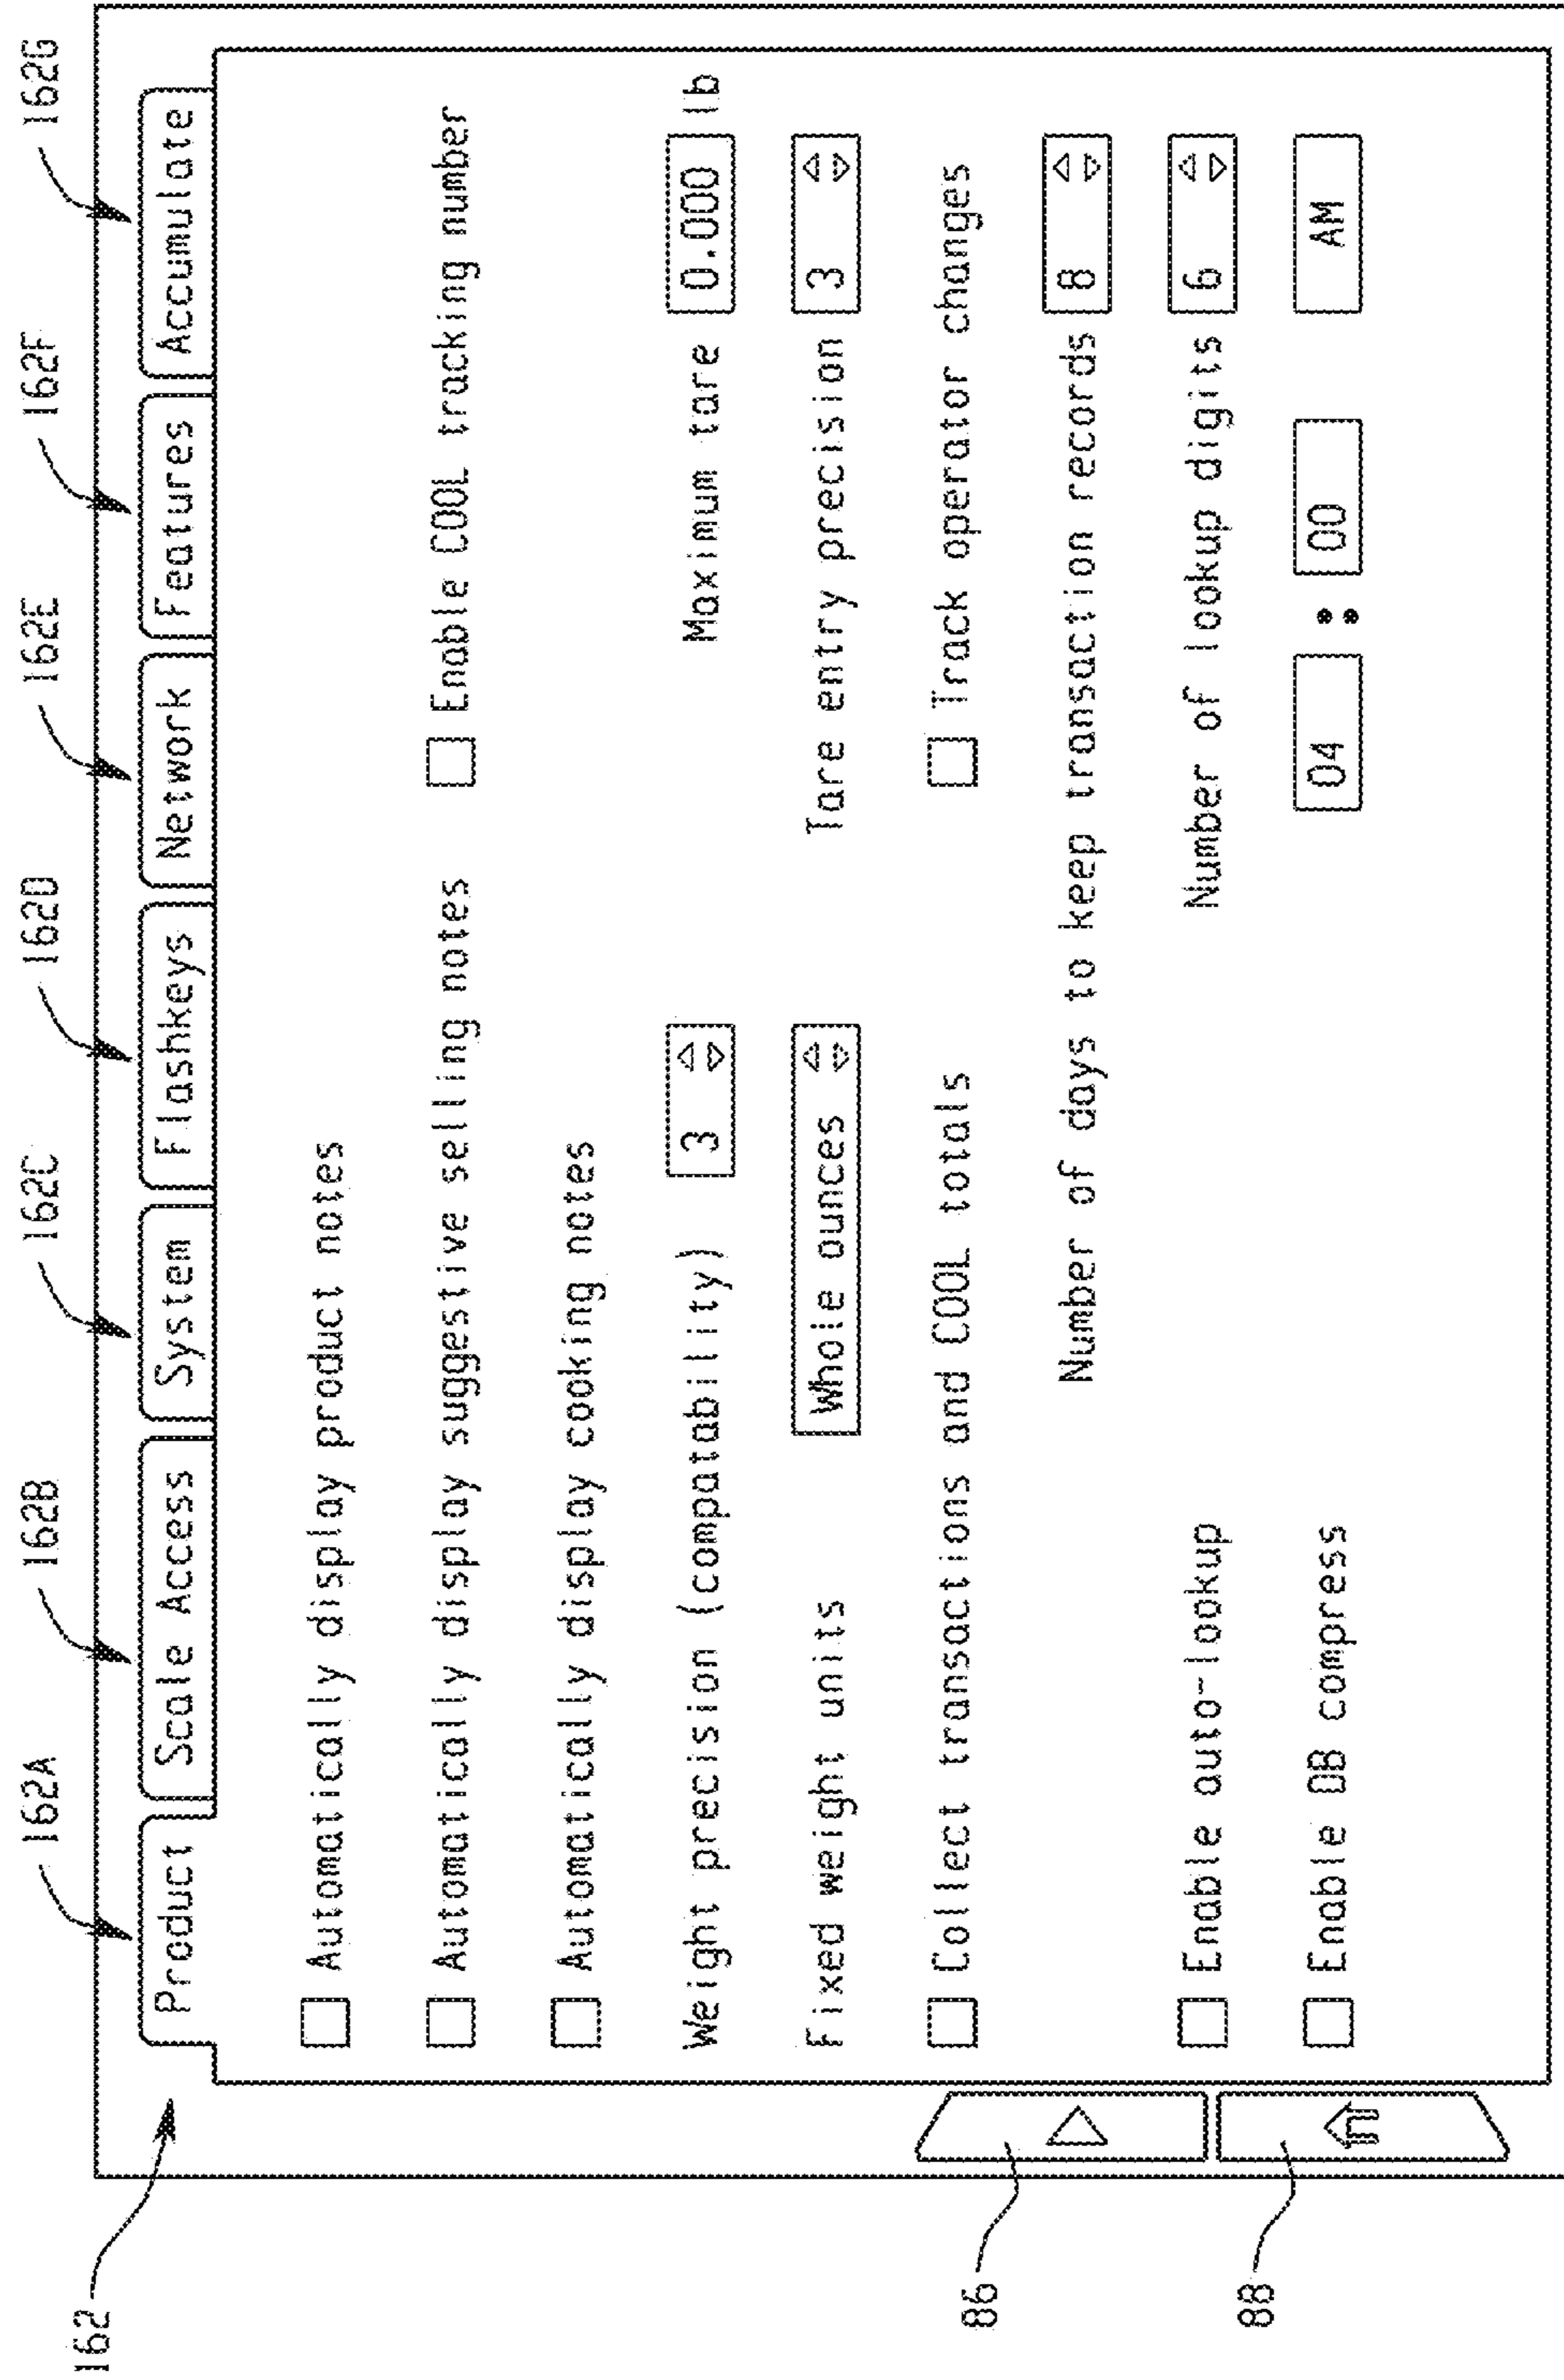 162A 162B 162C 162D 162E 162F 162G
162
Product Scale Access System Flashkeys Network Features Accumulate
Automatically display product notes
Automatically display suggestive selling notes Enable COOL tracking number
Automatically display cooking notes
Weight precision (compatability) 3 Maximum tare 0.000 lb
Fixed weight units Whole ounces Tare entry precision 3
Collect transactions and COOL totals Track operator changes
86
Number of days to keep transaction records 8
Enable auto-lookup Number of lookup digits 6
88
Enable DB compress 04 : 00 AM